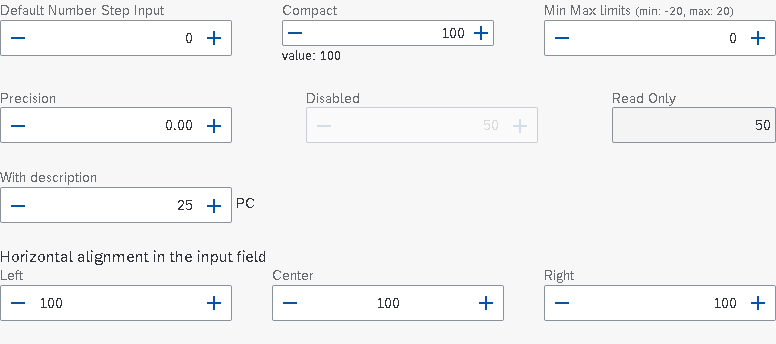 Default Number Step Input
Compact
Min Max limits (min: -20, max: 20)
0
100
0
value: 100
Precision
Disabled
Read Only
0.00
50
50
With description
25 PC
Horizontal alignment in the input field
Left
Center
Right
100
100
100